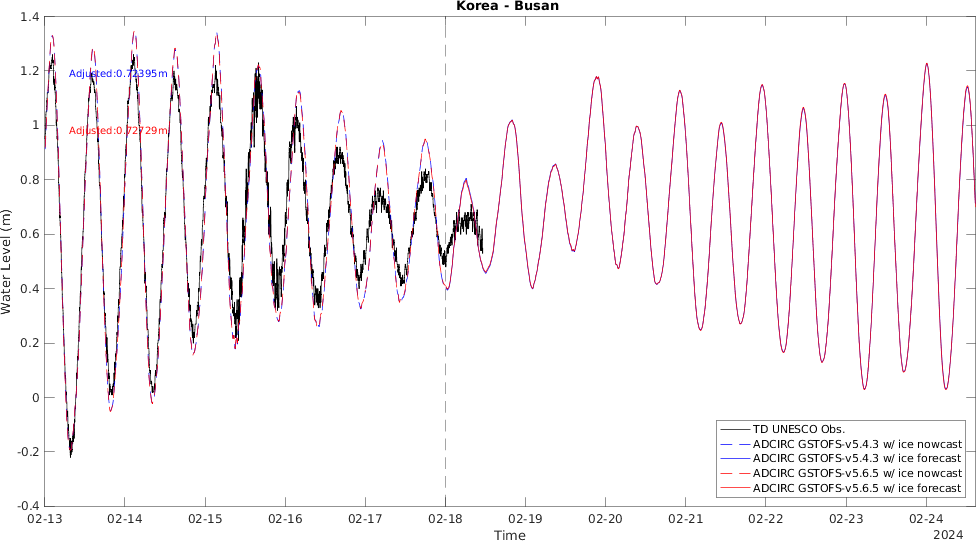 Korea - Busan
1.4
1.2
1
0.8
0.6
0.4
0.2
0
-0.2
-0.4
Water Level (m)
Adjusted:0.72395m
Adjusted:0.72729m
TD UNESCO Obs.
ADCIRC GSTOFS-v5.4.3 w/ ice nowcast
ADCIRC GSTOFS-v5.4.3 w/ ice forecast
ADCIRC GSTOFS-v5.6.5 w/ ice nowcast
ADCIRC GSTOFS-v5.6.5 w/ ice forecast
02-13 02-14 02-15 02-16 02-17 02-18 02-19 02-20 02-21 02-22 02-23 02-24
Time
2024